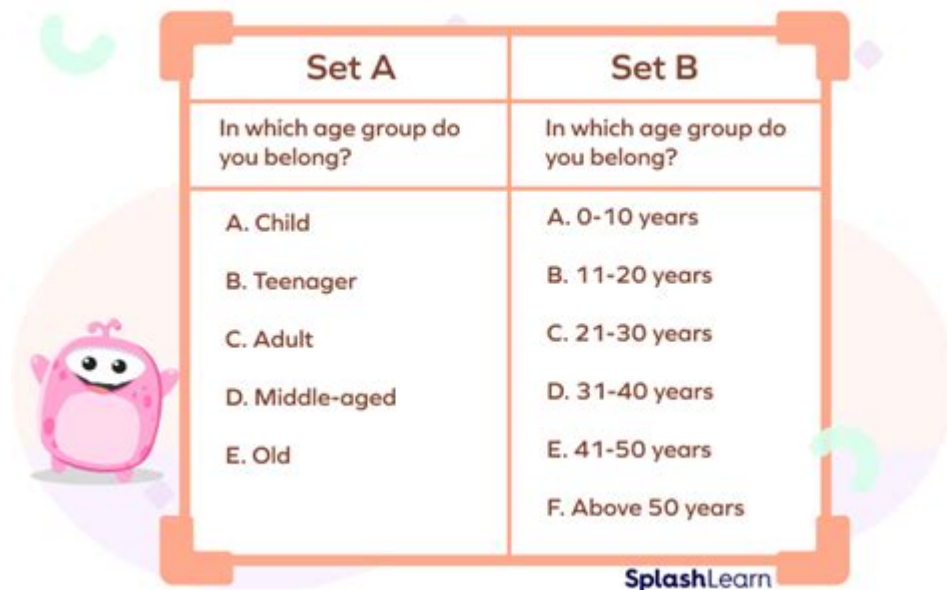 Set A
In which age group do
you belong?
A. Child
B. Teenager
C. Adult
D. Middle-aged
E. Old
Set B
In which age group do
you belong?
A. 0-10 years
B. 11-20 years
C. 21-30 years
D. 31-40 years
E. 41-50 years
F. Above 50 years
SplashLearn